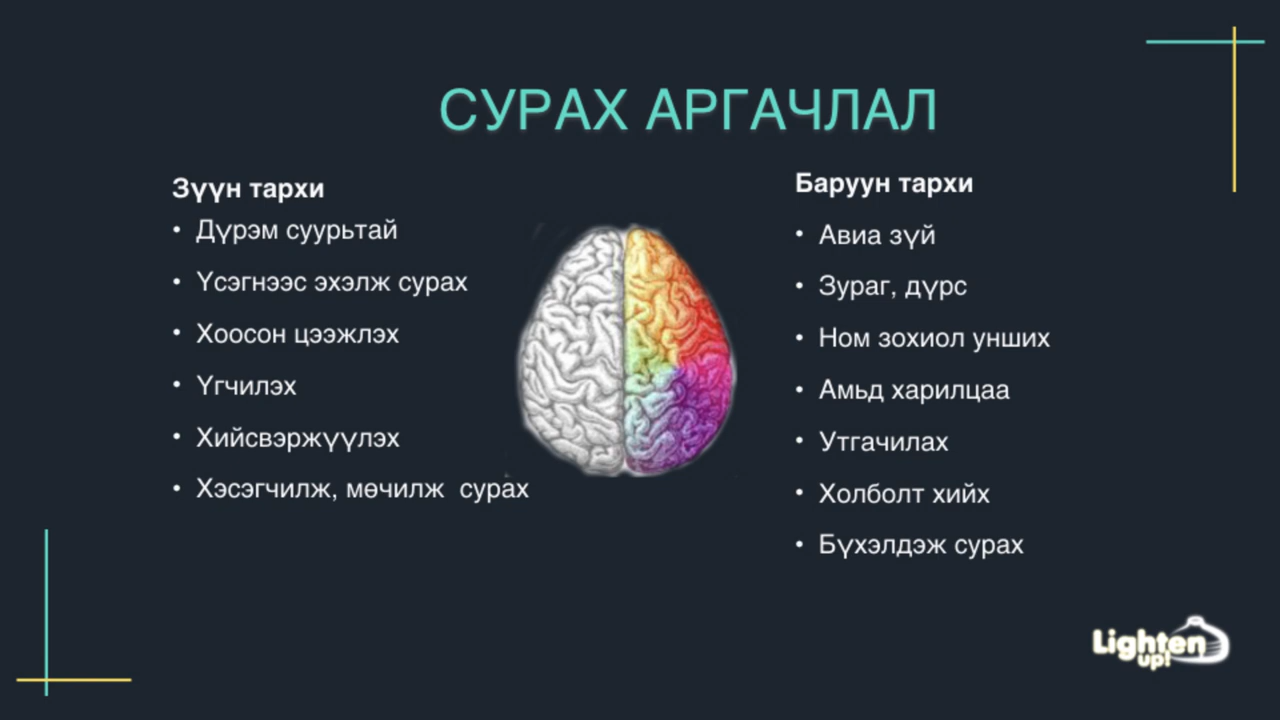 СУРАХ АРГАЧЛАЛ
Зүүн тархи
• Дүрэм суурьтай
• Үсэгнээс эхэлж сурах
• Хоосон цээжлэх
• Үгчилэх
• Хийсвэржүүлэх
• Хэсэгчилж, мөчилж сурах
Баруун тархи
• Авиа зүй
• Зураг, дүрс
• Ном зохиол унших
• Амьд харилцаа
• Утгачилах
• Холболт хийх
• Бүхэлдэж сурах
Lighten
up!